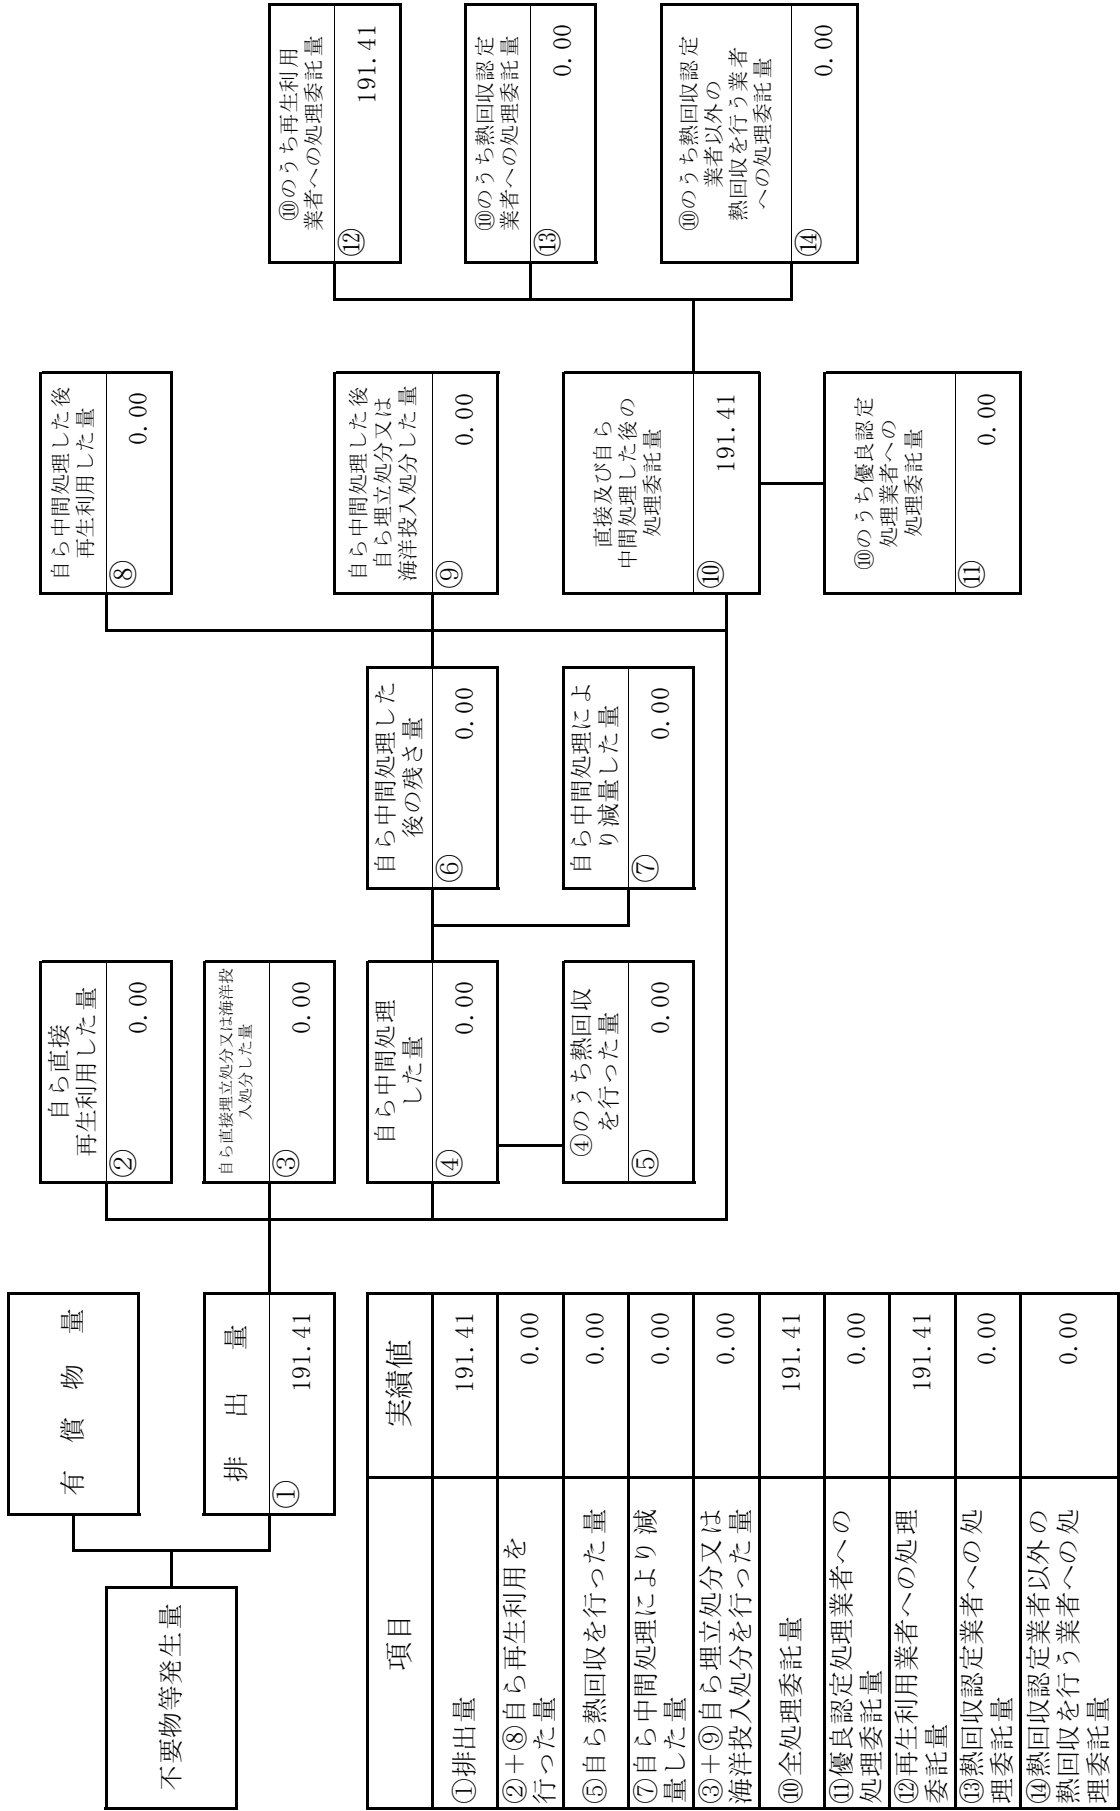 不要物等発生量
有償物量
排出量
① 191.41
自ら直接
再生利用した量
② 0.00
自ら直接埋立処分又は海洋投
入処分した量
③ 0.00
自ら中間処理
した量
④ 0.00
④のうち熱回収
を行った量
⑤ 0.00
自ら中間処理した
後の残さ量
⑥ 0.00
自ら中間処理によ
り減量した量
⑦ 0.00
自ら中間処理した後
再生利用した量
⑧ 0.00
自ら中間処理した後
自ら埋立処分又は
海洋投入処分した量
⑨ 0.00
直接及び自ら
中間処理した後の
処理委託量
⑩ 191.41
⑩のうち優良認定
処理業者への
処理委託量
⑪ 0.00
⑩のうち再生利用
業者への処理委託量
⑫ 191.41
⑩のうち熱回収認定
業者への処理委託量
⑬ 0.00
⑩のうち熱回収認定
業者以外の
熱回収を行う業者
への処理委託量
⑭ 0.00
項目 実績値
①排出量 191.41
②＋⑧自ら再生利用を
行った量 0.00
⑤自ら熱回収を行った量 0.00
⑦自ら中間処理により減
量した量 0.00
③＋⑨自ら埋立処分又は
海洋投入処分を行った量 0.00
⑩全処理委託量 191.41
⑪優良認定処理業者への
処理委託量 0.00
⑫再生利用業者への処理
委託量 191.41
⑬熱回収認定業者への処
理委託量 0.00
⑭熱回収認定業者以外の
熱回収を行う業者への処
理委託量 0.00